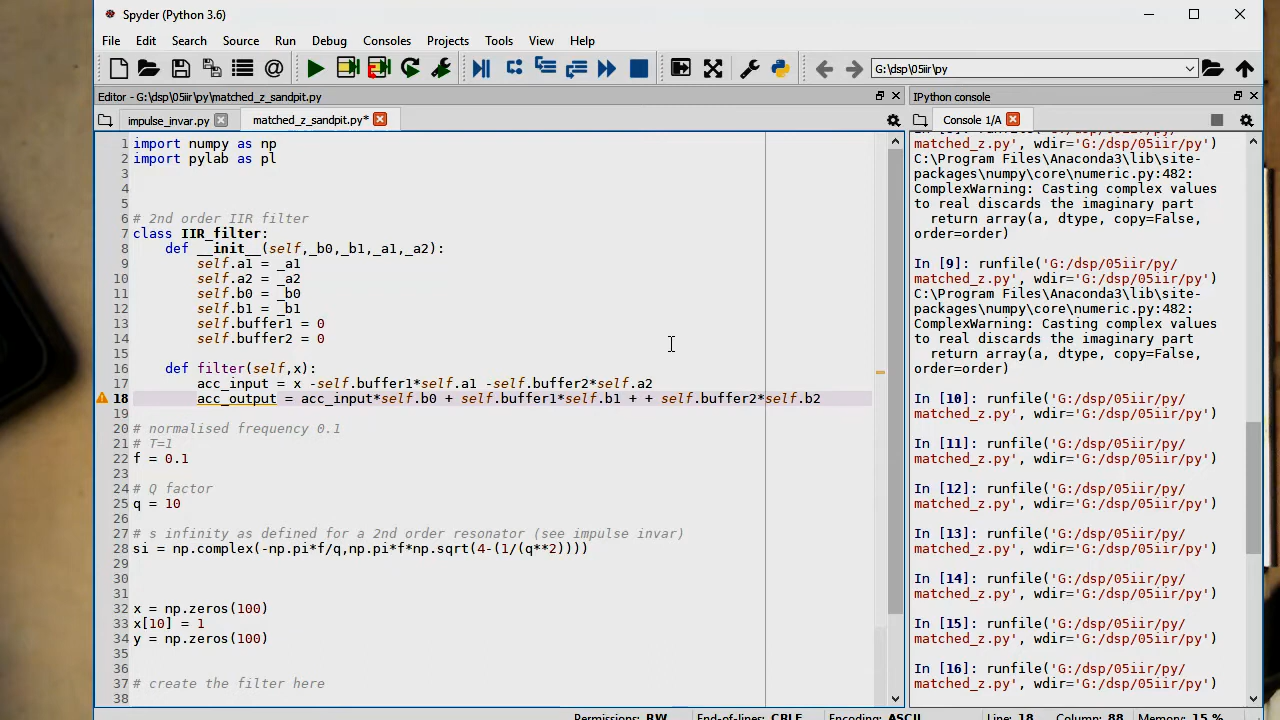 Spyder (Python 3.6)
File Edit Search Source Run Debug Consoles Projects Tools View Help
G:\dsp\05iir\py
Editor - G:\dsp\05iir\py\matched_z_sandpit.py
impulse_invar.py
matched_z_sandpit.py*
1 import numpy as np
2 import pylab as pl
3
4
5
6 # 2nd order IIR filter
7 class IIR_filter:
8     def __init__(self,_b0,_b1,_a1,_a2):
9         self.a1 = _a1
10         self.a2 = _a2
11         self.b0 = _b0
12         self.b1 = _b1
13         self.buffer1 = 0
14         self.buffer2 = 0
15
16     def filter(self,x):
17         acc_input = x -self.buffer1*self.a1 -self.buffer2*self.a2
18         acc_output = acc_input*self.b0 + self.buffer1*self.b1 + + self.buffer2*self.b2
19
20 # normalised frequency 0.1
21 # T=1
22 f = 0.1
23
24 # Q factor
25 q = 10
26
27 # s infinity as defined for a 2nd order resonator (see impulse invar)
28 si = np.complex(-np.pi*f/q,np.pi*f*np.sqrt(4-(1/(q**2))))
29
30
31
32 x = np.zeros(100)
33 x[10] = 1
34 y = np.zeros(100)
35
36
37 # create the filter here
38
IPython console
Console 1/A
matched_z.py', wdir='G:/dsp/05iir/py')
C:\Program Files\Anaconda3\lib\site-
packages\numpy\core\numeric.py:482:
ComplexWarning: Casting complex values
to real discards the imaginary part
  return array(a, dtype, copy=False,
order=order)
In [9]: runfile('G:/dsp/05iir/py/
matched_z.py', wdir='G:/dsp/05iir/py')
C:\Program Files\Anaconda3\lib\site-
packages\numpy\core\numeric.py:482:
ComplexWarning: Casting complex values
to real discards the imaginary part
  return array(a, dtype, copy=False,
order=order)
In [10]: runfile('G:/dsp/05iir/py/
matched_z.py', wdir='G:/dsp/05iir/py')
In [11]: runfile('G:/dsp/05iir/py/
matched_z.py', wdir='G:/dsp/05iir/py')
In [12]: runfile('G:/dsp/05iir/py/
matched_z.py', wdir='G:/dsp/05iir/py')
In [13]: runfile('G:/dsp/05iir/py/
matched_z.py', wdir='G:/dsp/05iir/py')
In [14]: runfile('G:/dsp/05iir/py/
matched_z.py', wdir='G:/dsp/05iir/py')
In [15]: runfile('G:/dsp/05iir/py/
matched_z.py', wdir='G:/dsp/05iir/py')
In [16]: runfile('G:/dsp/05iir/py/
matched_z.py', wdir='G:/dsp/05iir/py')
Permissions: RW End-of-lines: CRLF Encoding: ASCII Line: 18 Column: 88 Memory: 15 %